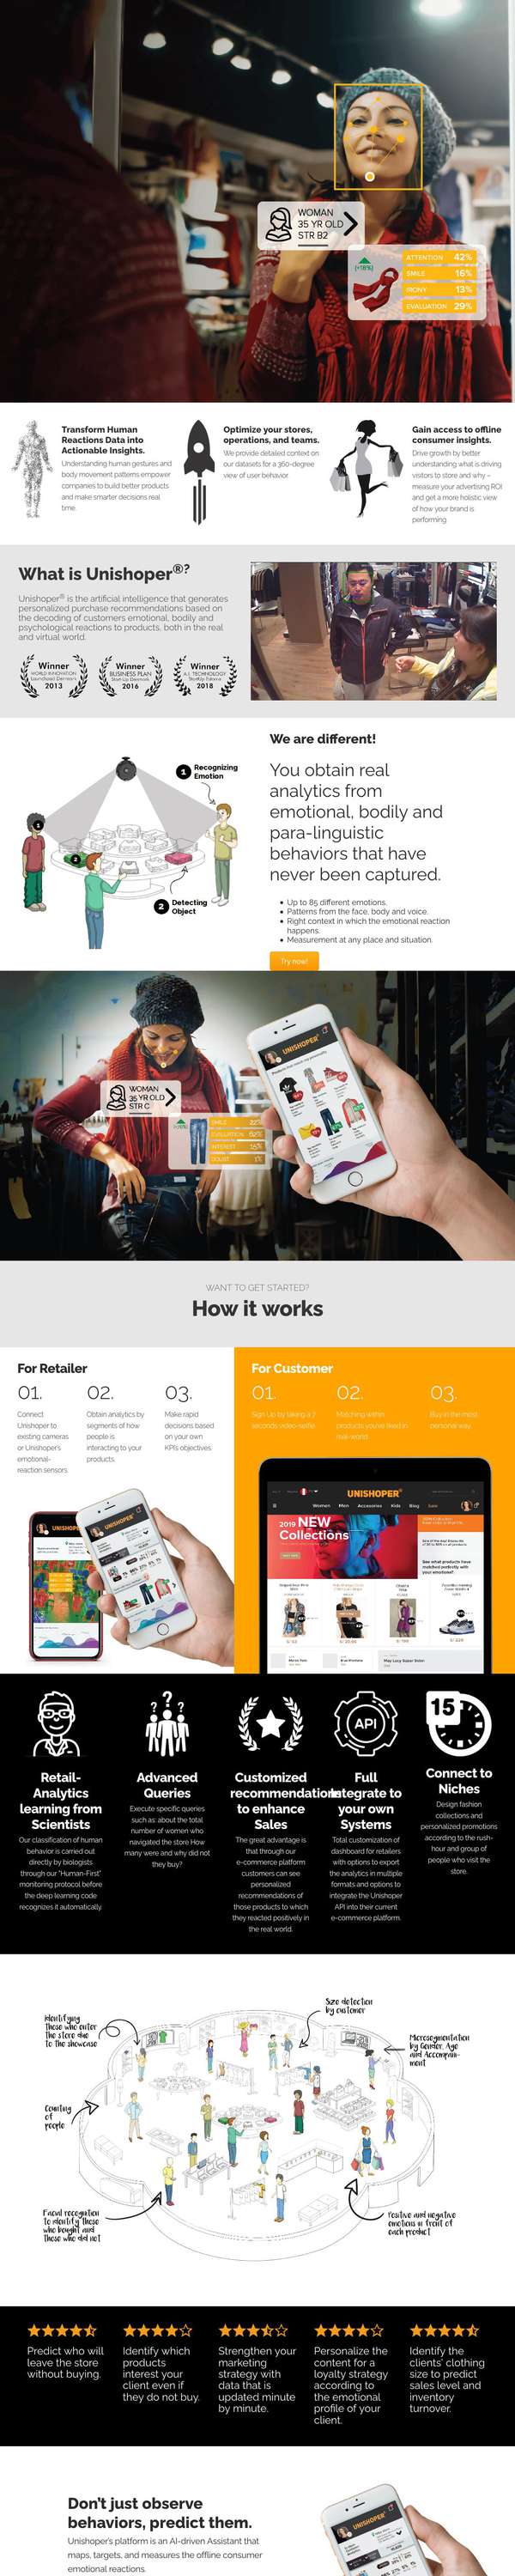 WOMAN
35 YR OLD
STR B2
(+18%)
ATTENTION 42%
SMILE 16%
IRONY 13%
EVALUATION 29%
Transform Human
Reactions Data into
Actionable Insights.
Understanding human gestures and
body movement patterns empower
companies to build better products
and make smarter decisions real
time.
Optimize your stores,
operations, and teams.
We provide detailed context on
our datasets for a 360-degree
view of user behavior.
Gain access to offline
consumer insights.
Drive growth by better
understanding what is driving
visitors to store and why –
measure your advertising ROI
and get a more holistic view
of how your brand is
performing.
What is Unishoper®?
Unishoper® is the artificial intelligence that generates
personalized purchase recommendations based on
the decoding of customers emotional, bodily and
psychological reactions to products, both in the real
and virtual world.
Winner
WORLD INNOVATION
2013
Winner
BUSINESS PLAN
2016
Winner
A.I. TECHNOLOGY
2018
1 Recognizing
Emotion
1
2
2 Detecting
Object
We are different!
You obtain real
analytics from
emotional, bodily and
para-linguistic
behaviors that have
never been captured.
• Up to 85 different emotions.
• Patterns from the face, body and voice.
• Right context in which the emotional reaction
happens.
• Measurement at any place and situation.
Try now!
WOMAN
35 YR OLD
STR C
SMILE
EVALUATION
INTEREST
UNISHOPER
WANT TO GET STARTED?
How it works
For Retailer
01.
Connect
Unishoper to
existing cameras
or Unishoper's
emotional-
reaction sensors.
02.
Obtain analytics by
segments of how
people is
interacting to your
products.
03.
Make rapid
decisions based
on your own
KPIs objectives
For Customer
01.
Sign Up by taking a 7
seconds video-selfie.
02.
Matching within
products you've liked in
real-world.
03.
Buy in the most
personal way.
UNISHOPER
UNISHOPER
UNISHOPER
Women Men Accessories Kids Blog Sale
2019 NEW
Collections
See what products have
matched perfectly with
your emotions!
15
API
Retail-
Analytics
learning from
Scientists
Our classification of human
behavior is carried out
directly by biologists
through our "Human-First"
monitoring protocol before
the deep learning code
recognizes it automatically.
Advanced
Queries
Execute specific queries
such as: about the total
number of women who
navigated the store How
many were and why did not
they buy?
Customized
recommendations
to enhance
Sales
The great advantage is
that through our
e-commerce platform
customers can see
personalized
recommendations of
those products to which
they reacted positively in
the real world.
Full
Integrate to
your own
Systems
Total customization of
dashboard for retailers
with options to export
the analytics in multiple
formats and options to
integrate the Unishoper
API into their current
e-commerce platform.
Connect to
Niches
Design fashion
collections and
personalized promotions
according to the rush-
hour and group of
people who visit the
store.
Identifying
those who enter
the store due
to the showcase
Size detection
by customer
Microsegmentation
by Gender, Age
and Accompani-
ment
Counting
of
people
Facial recognition
to identify those
who bought and
those who did not
Positive and negative
emotions in front of
each product
Predict who will
leave the store
without buying.
Identify which
products
interest your
client even if
they do not buy.
Strengthen your
marketing
strategy with
data that is
updated minute
by minute.
Personalize the
content for a
loyalty strategy
according to
the emotional
profile of your
client.
Identify the
clients' clothing
size to predict
sales level and
inventory
turnover.
Don't just observe
behaviors, predict them.
Unishoper's platform is an AI-driven Assistant that
maps, targets, and measures the offline consumer
emotional reactions.
UNISHOPER